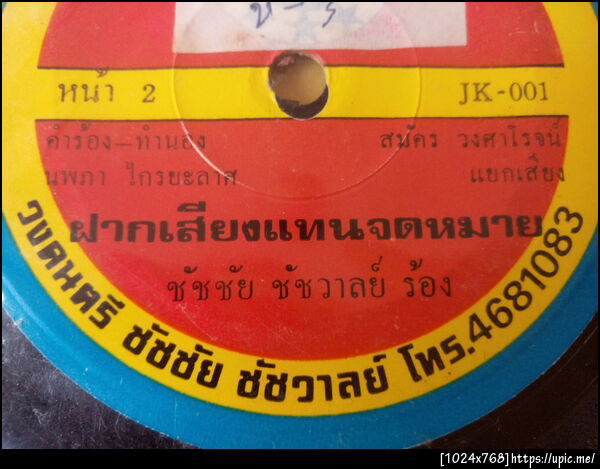 ช-ร
หน้า 2 JK-001
คำร้อง-ทำนอง สมัคร วงศาโรจน์
นพภา ไกรยะลาศ แยกเสียง
ฝากเสียงแทนจดหมาย
ชัชชัย ชัชวาลย์ ร้อง
วงดนตรี ชัชชัย ชัชวาลย์ โทร.4681083
[1024x768]https://upic.me/